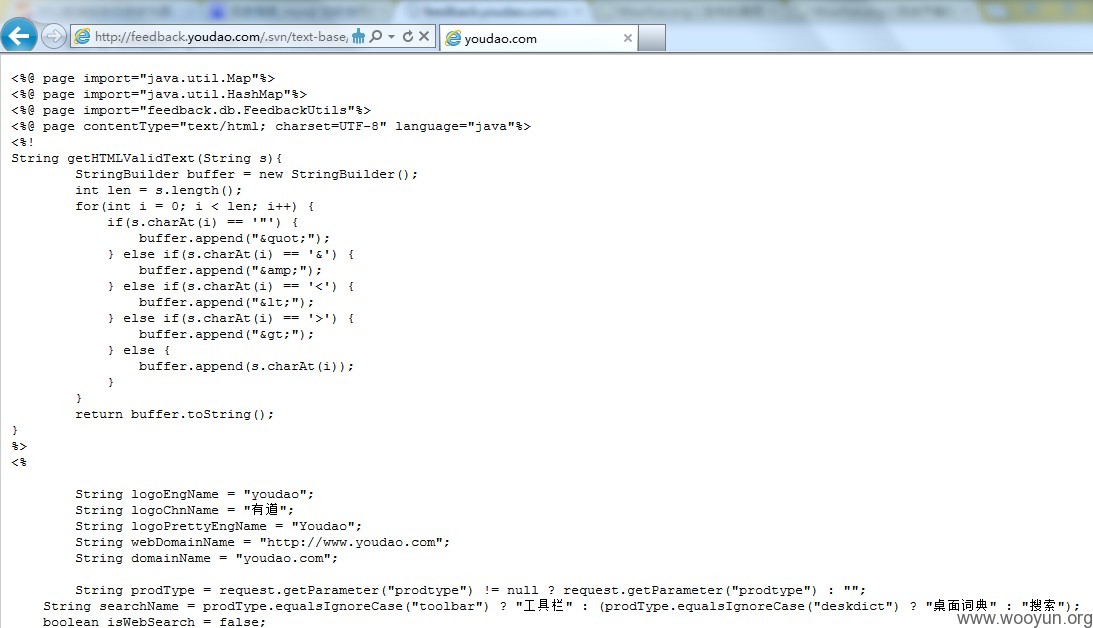 http://feedback.youdao.com/.svn/text-base,
youdao.com
<%@ page import="java.util.Map"%>
<%@ page import="java.util.HashMap"%>
<%@ page import="feedback.db.FeedbackUtils"%>
<%@ page contentType="text/html; charset=UTF-8" language="java"%>
<%!
String getHTMLValidText(String s){
        StringBuilder buffer = new StringBuilder();
        int len = s.length();
        for(int i = 0; i < len; i++) {
            if(s.charAt(i) == '"') {
                buffer.append("&quot;");
            } else if(s.charAt(i) == '&') {
                buffer.append("&amp;");
            } else if(s.charAt(i) == '<') {
                buffer.append("&lt;");
            } else if(s.charAt(i) == '>') {
                buffer.append("&gt;");
            } else {
                buffer.append(s.charAt(i));
            }
        }
        return buffer.toString();
}
%>
<%
        String logoEngName = "youdao";
        String logoChnName = "有道";
        String logoPrettyEngName = "Youdao";
        String webDomainName = "http://www.youdao.com";
        String domainName = "youdao.com";
        String prodType = request.getParameter("prodtype") != null ? request.getParameter("prodtype") : "";
    String searchName = prodType.equalsIgnoreCase("toolbar") ? "工具栏" : (prodType.equalsIgnoreCase("deskdict") ? "桌面词典" : "搜索");
    boolean isWebSearch = false;
www.wooyun.org